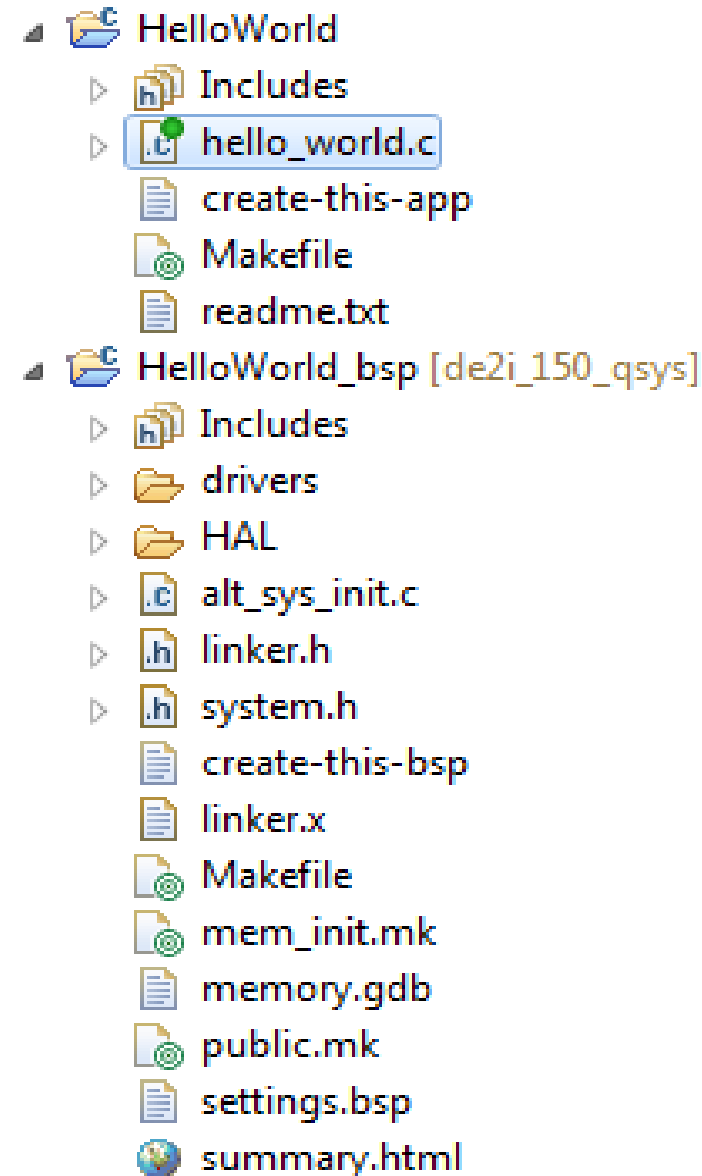 HelloWorld
Includes
hello_world.c
create-this-app
Makefile
readme.txt
HelloWorld_bsp [de2i_150_qsys]
Includes
drivers
HAL
alt_sys_init.c
linker.h
system.h
create-this-bsp
linker.x
Makefile
mem_init.mk
memory.gdb
public.mk
settings.bsp
summary.html